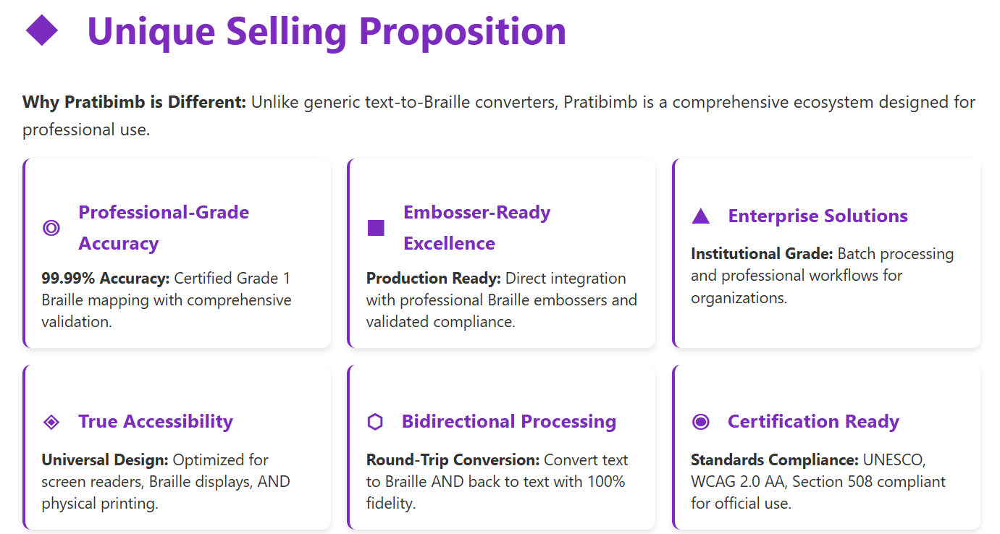 Unique Selling Proposition
Why Pratibimb is Different: Unlike generic text-to-Braille converters, Pratibimb is a comprehensive ecosystem designed for
professional use.
Professional-Grade
Accuracy
99.99% Accuracy: Certified Grade 1
Braille mapping with comprehensive
validation.
Embosser-Ready
Excellence
Production Ready: Direct integration
with professional Braille embossers and
validated compliance.
Enterprise Solutions
Institutional Grade: Batch processing
and professional workflows for
organizations.
True Accessibility
Universal Design: Optimized for
screen readers, Braille displays, AND
physical printing.
Bidirectional Processing
Round-Trip Conversion: Convert text
to Braille AND back to text with 100%
fidelity.
Certification Ready
Standards Compliance: UNESCO,
WCAG 2.0 AA, Section 508 compliant
for official use.